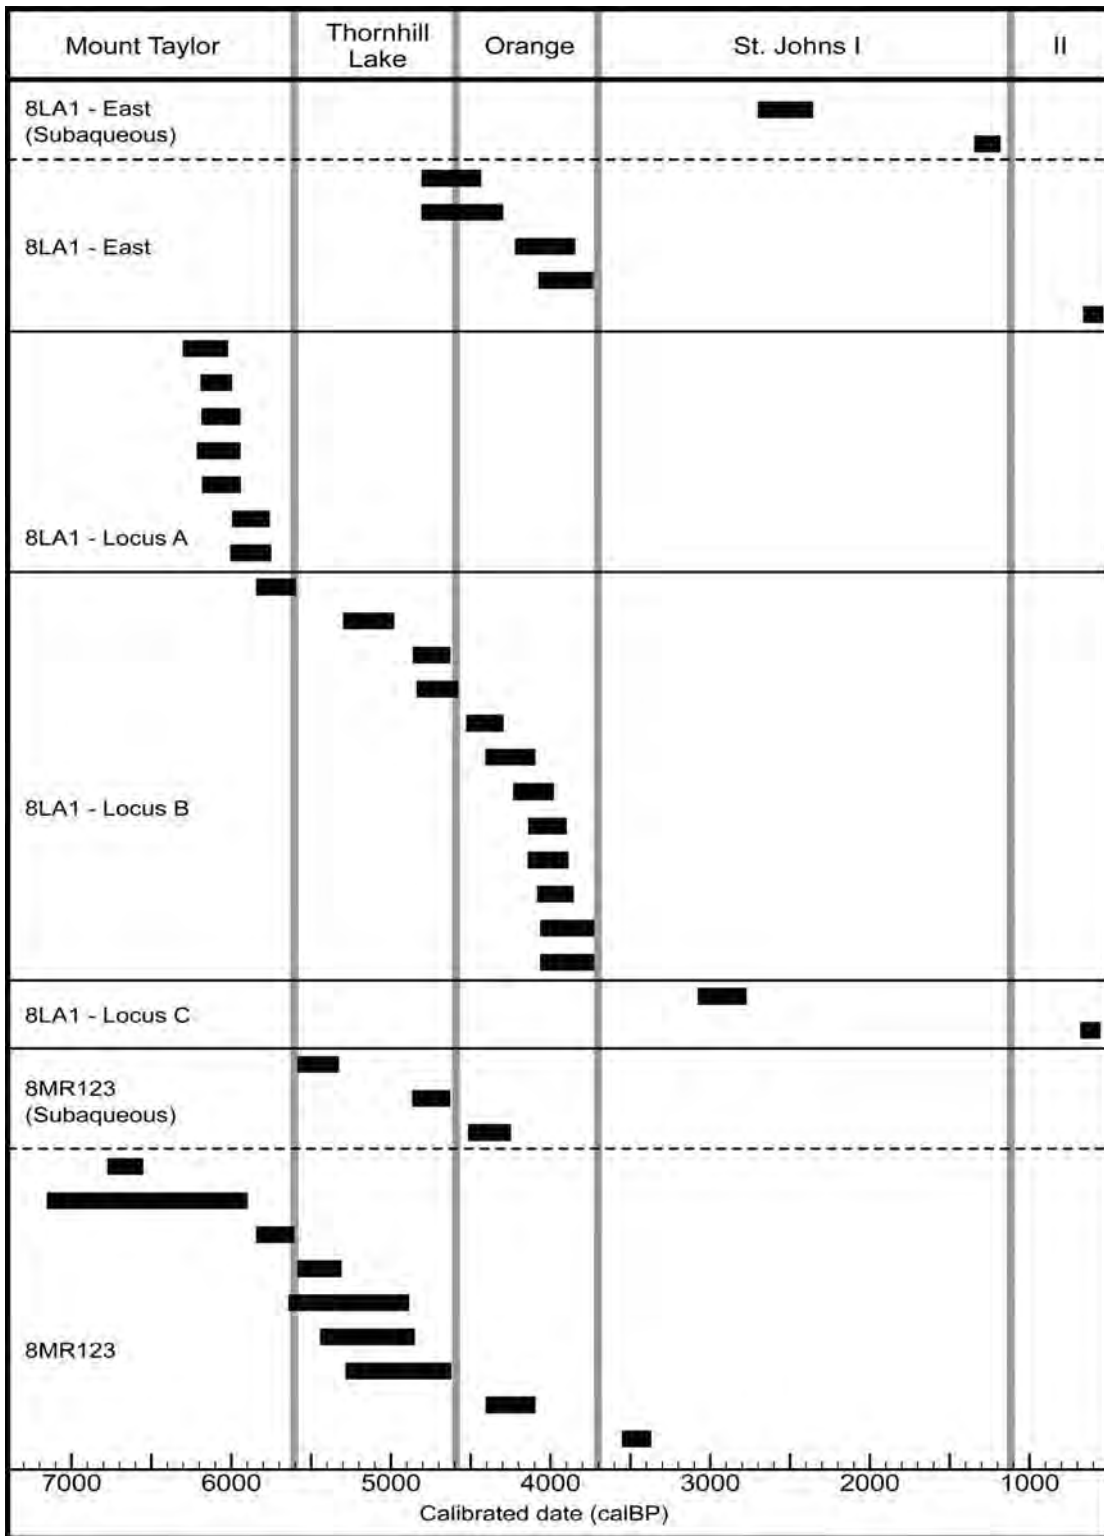 Mount Taylor
Thornhill
Lake
Orange
St. Johns I
II
8LA1 - East
(Subaqueous)
8LA1 - East
8LA1 - Locus A
8LA1 - Locus B
8LA1 - Locus C
8MR123
(Subaqueous)
8MR123
7000 6000 5000 4000 3000 2000 1000
Calibrated date (calBP)